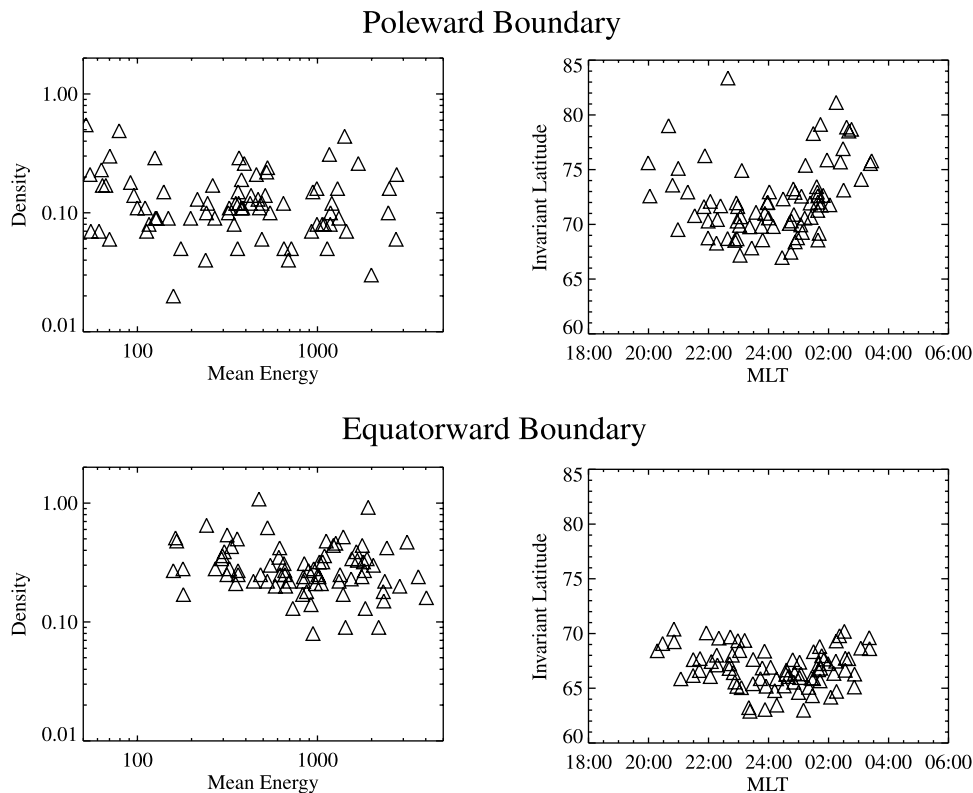 Poleward Boundary
1.00
0.10
0.01
Density
100 1000
Mean Energy
85
80
75
70
65
60
Invariant Latitude
18:00 20:00 22:00 24:00 02:00 04:00 06:00
MLT
Equatorward Boundary
1.00
0.10
0.01
Density
100 1000
Mean Energy
85
80
75
70
65
60
Invariant Latitude
18:00 20:00 22:00 24:00 02:00 04:00 06:00
MLT